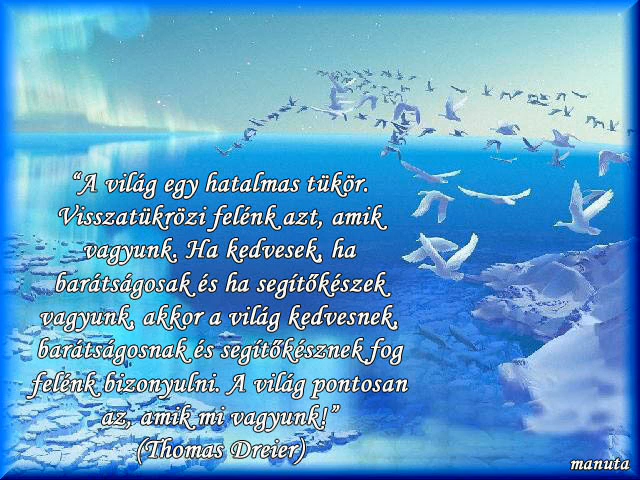 “A világ egy hatalmas tükör.
Visszatükrözi felénk azt, amik
vagyunk. Ha kedvesek, ha
barátságosak és ha segítőkészek
vagyunk, akkor a világ kedvesnek,
barátságosnak és segítőkésznek fog
felénk bizonyulni. A világ pontosan
az, amik mi vagyunk!”
(Thomas Dreier)
manuta